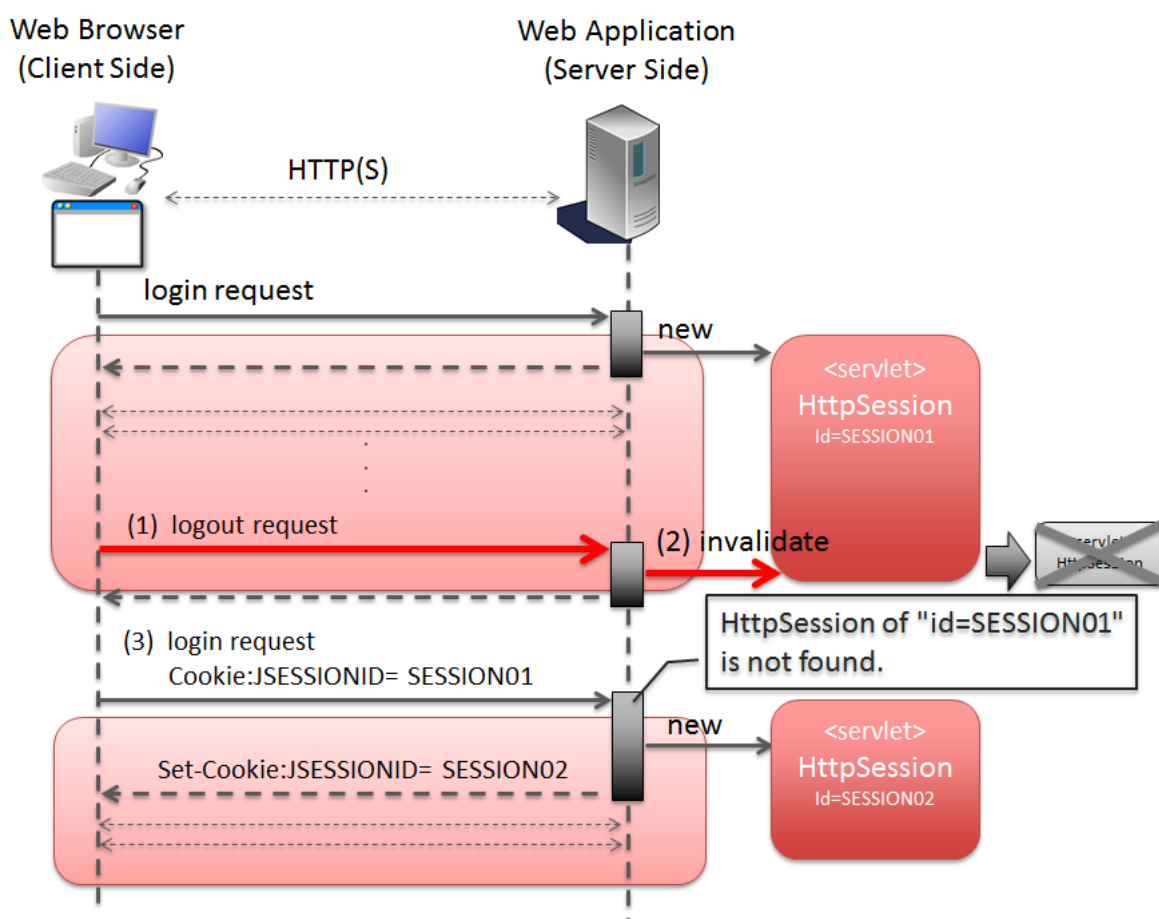 Web Browser
(Client Side)
Web Application
(Server Side)
HTTP(S)
login request
new
<servlet>
HttpSession
Id=SESSION01
.
.
.
(1) logout request
(2) invalidate
HttpSession
HttpSession of "id=SESSION01"
is not found.
(3) login request
Cookie:JSESSIONID= SESSION01
new
<servlet>
HttpSession
Id=SESSION02
Set-Cookie:JSESSIONID= SESSION02